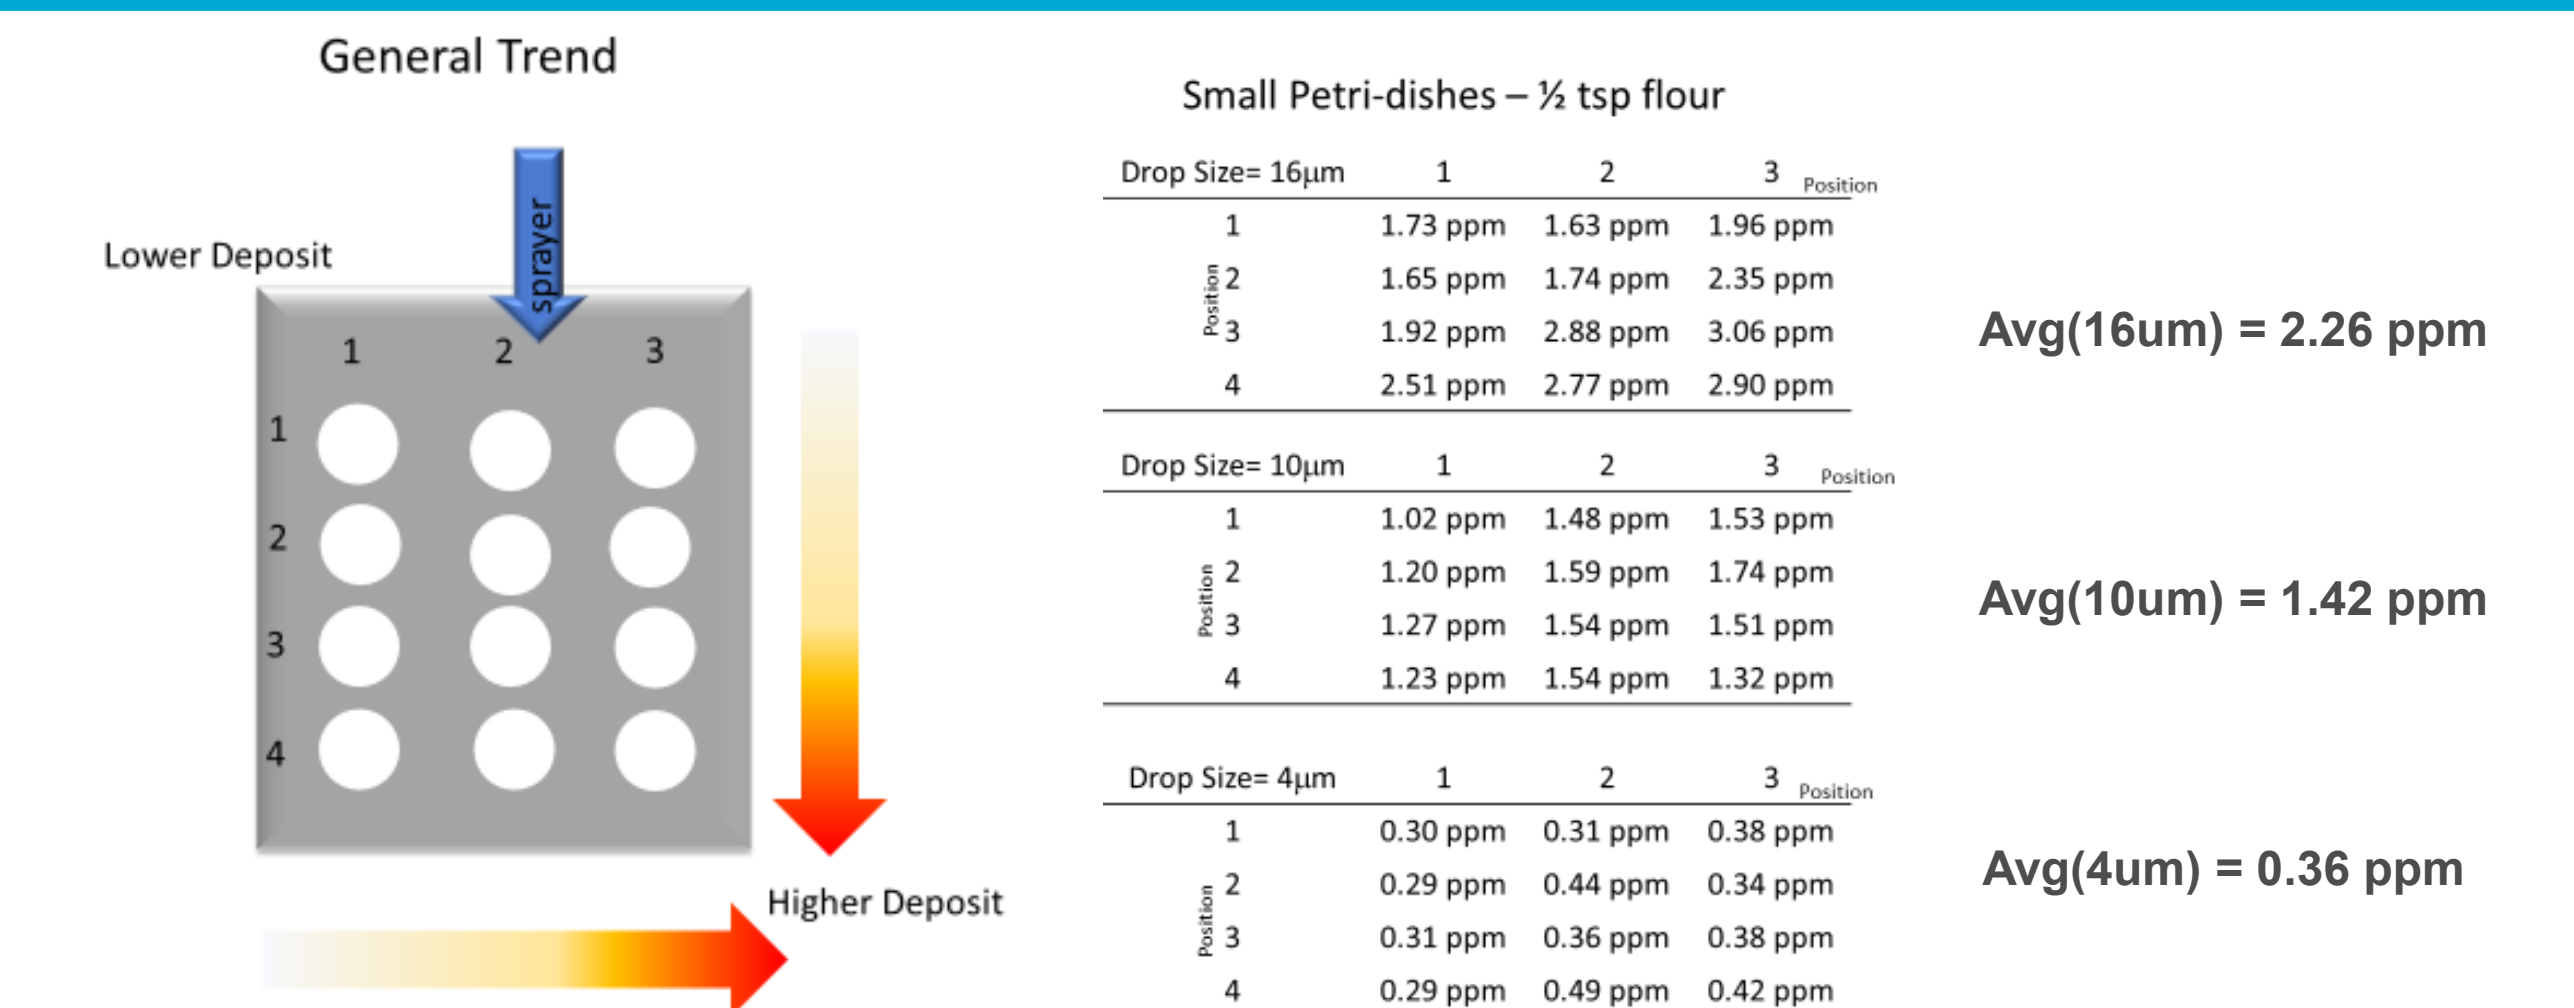 General Trend
sprayer
Lower Deposit
1 2 3
1
2
3
4
Higher Deposit
Small Petri-dishes – ½ tsp flour
Drop Size= 16µm 1 2 3 Position
Position
1 1.73 ppm 1.63 ppm 1.96 ppm
2 1.65 ppm 1.74 ppm 2.35 ppm
3 1.92 ppm 2.88 ppm 3.06 ppm
4 2.51 ppm 2.77 ppm 2.90 ppm
Drop Size= 10µm 1 2 3 Position
Position
1 1.02 ppm 1.48 ppm 1.53 ppm
2 1.20 ppm 1.59 ppm 1.74 ppm
3 1.27 ppm 1.54 ppm 1.51 ppm
4 1.23 ppm 1.54 ppm 1.32 ppm
Drop Size= 4µm 1 2 3 Position
Position
1 0.30 ppm 0.31 ppm 0.38 ppm
2 0.29 ppm 0.44 ppm 0.34 ppm
3 0.31 ppm 0.36 ppm 0.38 ppm
4 0.29 ppm 0.49 ppm 0.42 ppm
Avg(16um) = 2.26 ppm
Avg(10um) = 1.42 ppm
Avg(4um) = 0.36 ppm